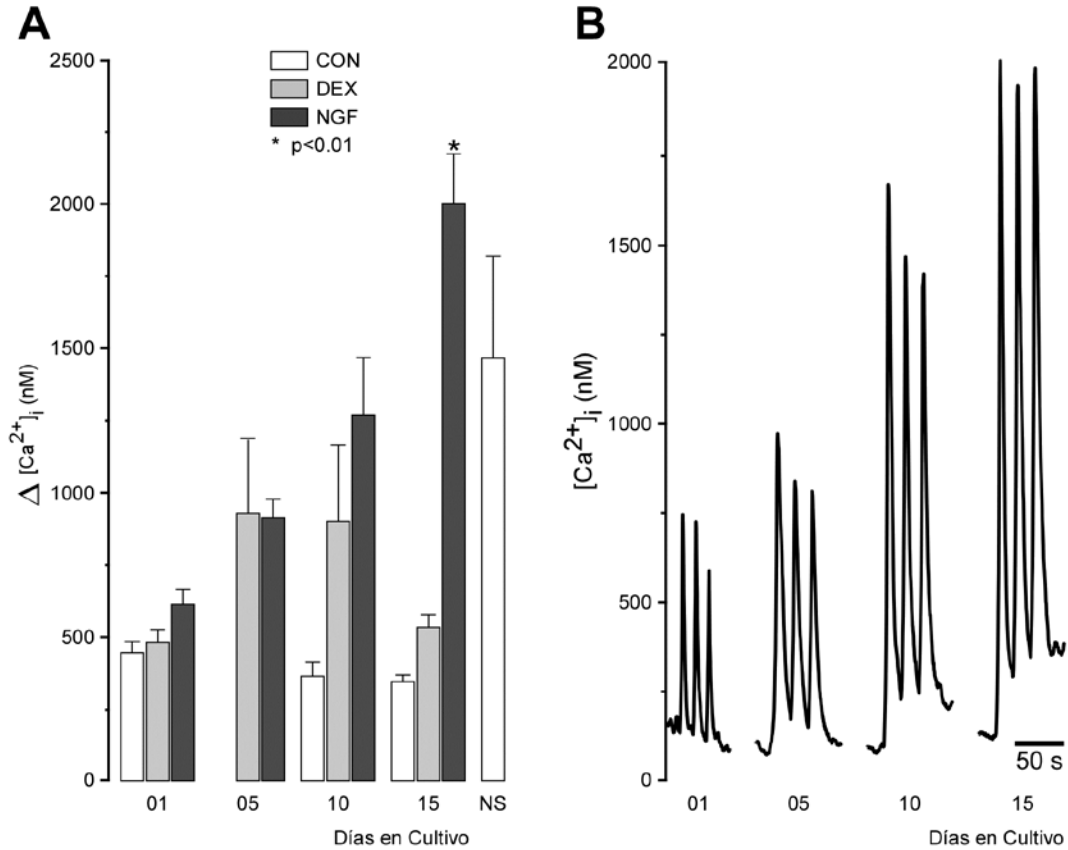 A
2500
2000
1500
1000
500
0
Δ [Ca²⁺]ᵢ (nM)
CON
DEX
NGF
* p<0.01
*
01
05
10
15
NS
Días en Cultivo
B
2000
1500
1000
500
0
[Ca²⁺]ᵢ (nM)
50 s
01
05
10
15
Días en Cultivo